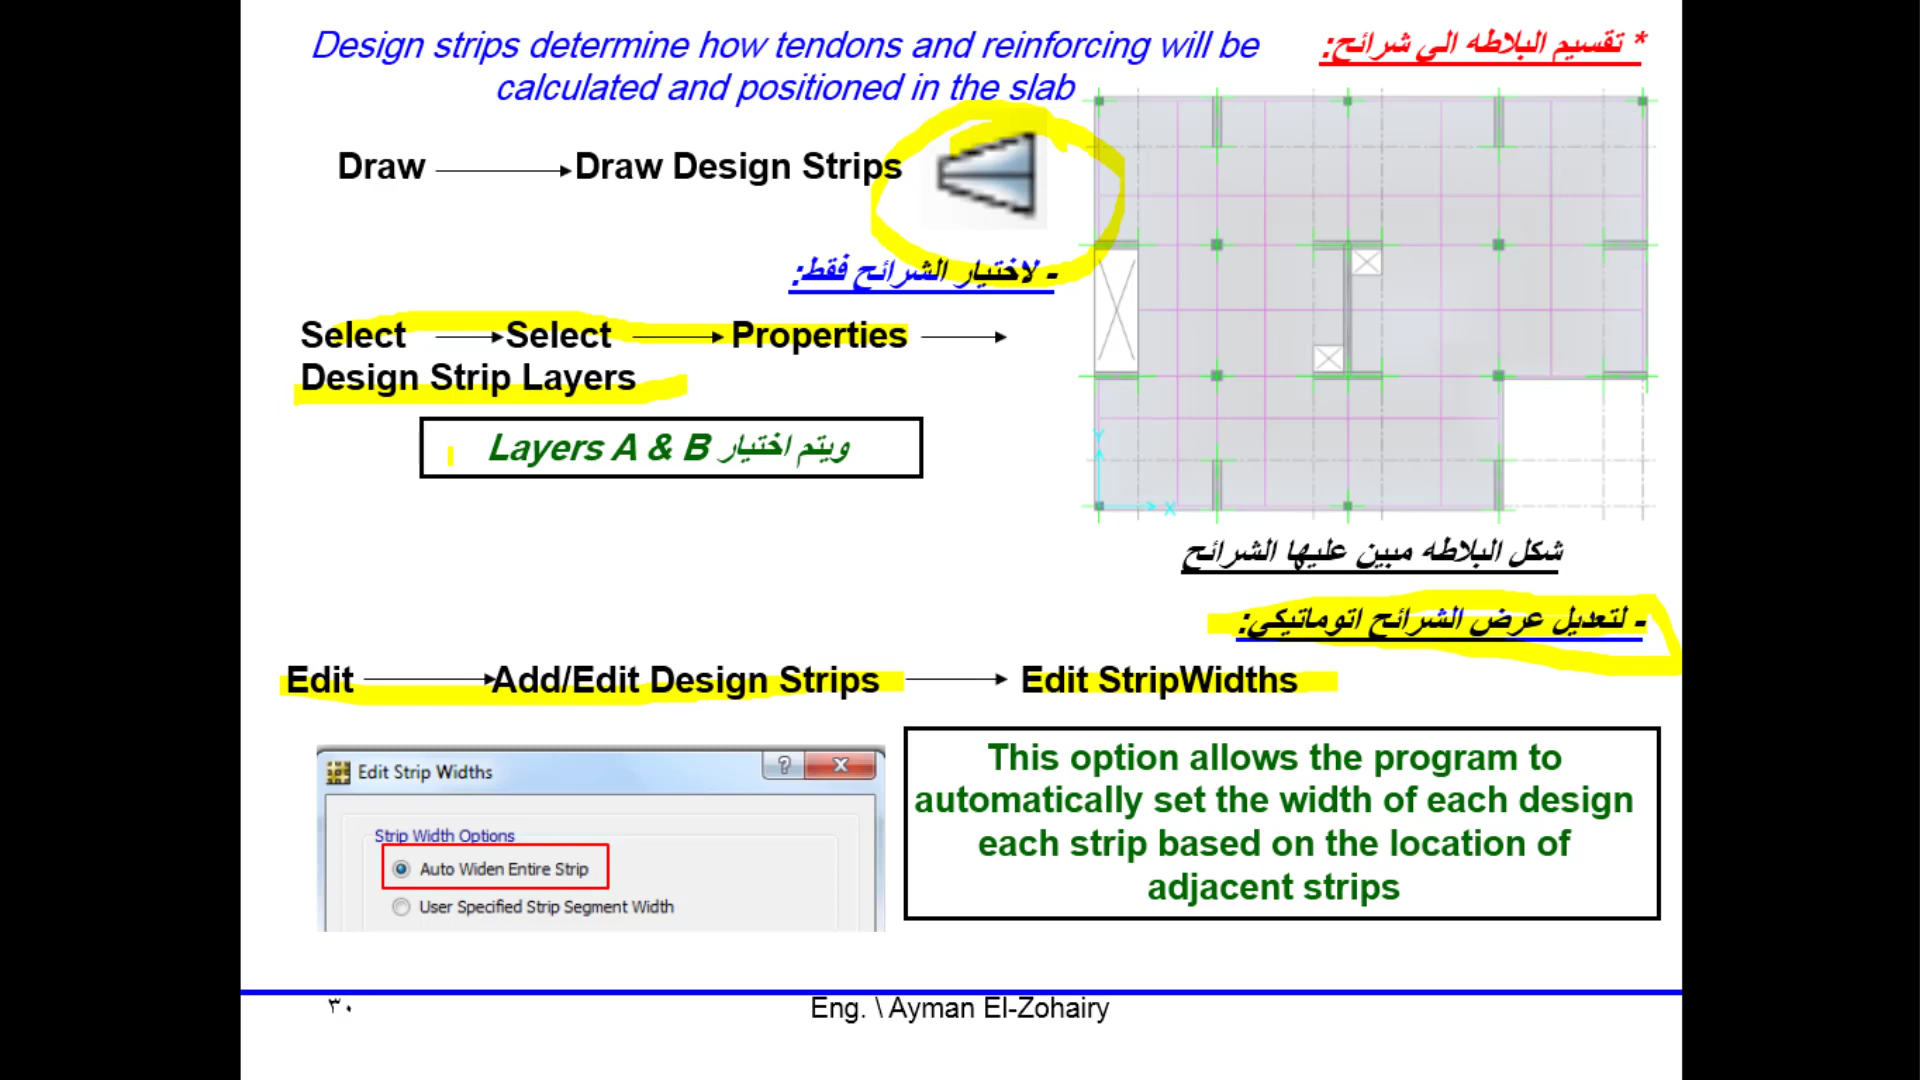 * تقسيم البلاطه الى شرائح:
Design strips determine how tendons and reinforcing will be
calculated and positioned in the slab
Draw Draw Design Strips
- لاختيار الشرائح فقط:
Select Select Properties
Design Strip Layers
ويتم اختيار Layers A & B
Y
X
شكل البلاطه مبين عليها الشرائح
- لتعديل عرض الشرائح اتوماتيكى:
Edit Add/Edit Design Strips Edit StripWidths
Edit Strip Widths
Strip Width Options
Auto Widen Entire Strip
User Specified Strip Segment Width
This option allows the program to
automatically set the width of each design
each strip based on the location of
adjacent strips
٣٠
Eng. \ Ayman El-Zohairy